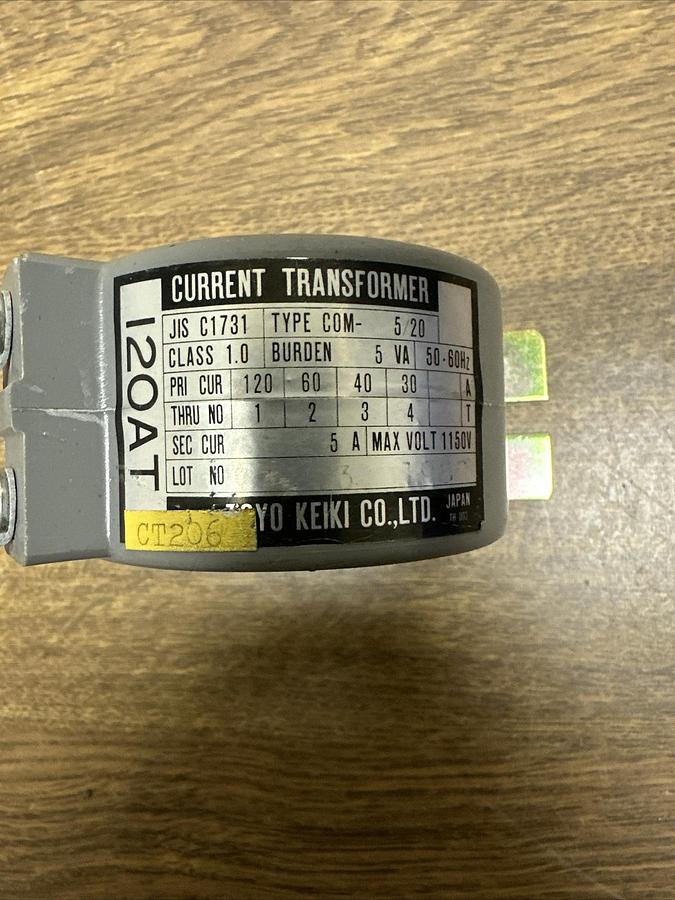 CURRENT TRANSFORMER
120AT
JIS C1731 TYPE COM- 5/20
CLASS 1.0 BURDEN 5 VA 50-60Hz
PRI CUR 120 60 40 30 A
THRU NO 1 2 3 4 T
SEC CUR 5 A MAX VOLT 1150V
LOT NO 3
KEIKI CO.,LTD. JAPAN
CT206